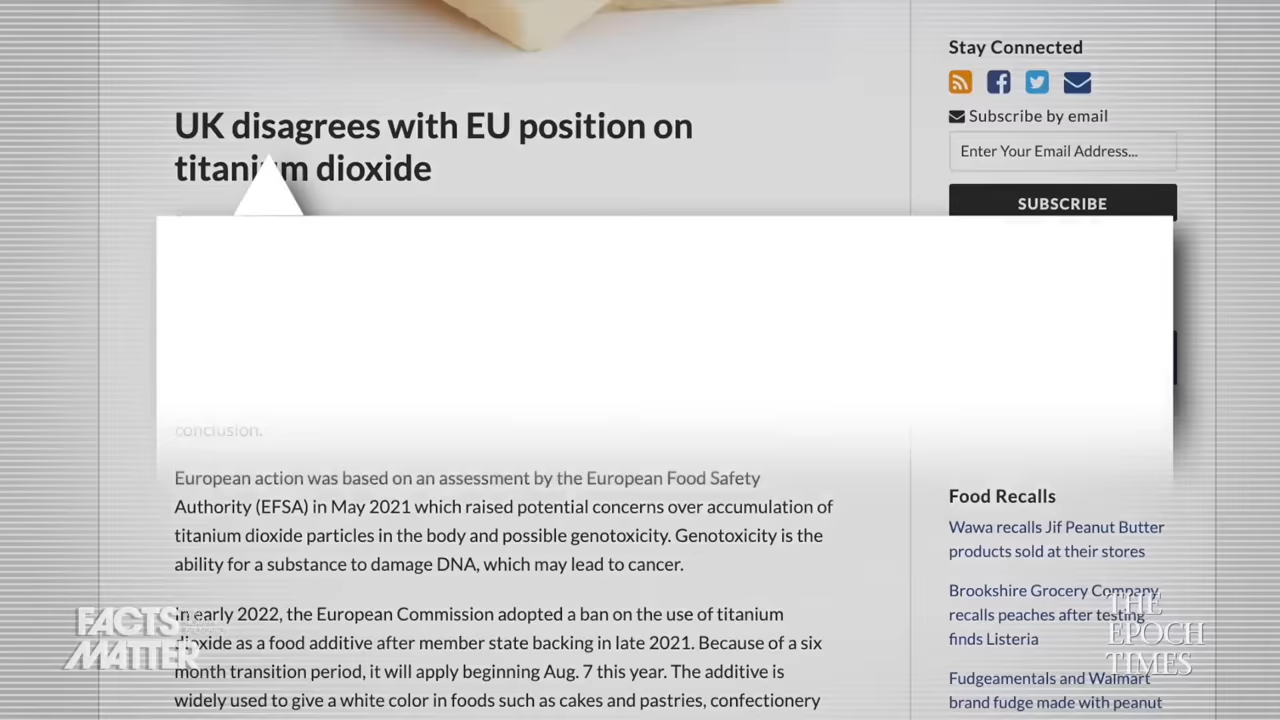 UK disagrees with EU position on
titanium dioxide
conclusion.
European action was based on an assessment by the European Food Safety
Authority (EFSA) in May 2021 which raised potential concerns over accumulation of
titanium dioxide particles in the body and possible genotoxicity. Genotoxicity is the
ability for a substance to damage DNA, which may lead to cancer.
In early 2022, the European Commission adopted a ban on the use of titanium
dioxide as a food additive after member state backing in late 2021. Because of a six
month transition period, it will apply beginning Aug. 7 this year. The additive is
widely used to give a white color in foods such as cakes and pastries, confectionery
Stay Connected
Subscribe by email
Enter Your Email Address...
SUBSCRIBE
Food Recalls
Wawa recalls Jif Peanut Butter
products sold at their stores
Brookshire Grocery Company
recalls peaches after testing
finds Listeria
Fudgeamentals and Walmart
brand fudge made with peanut
FACTS
MATTER
THE
EPOCH
TIMES